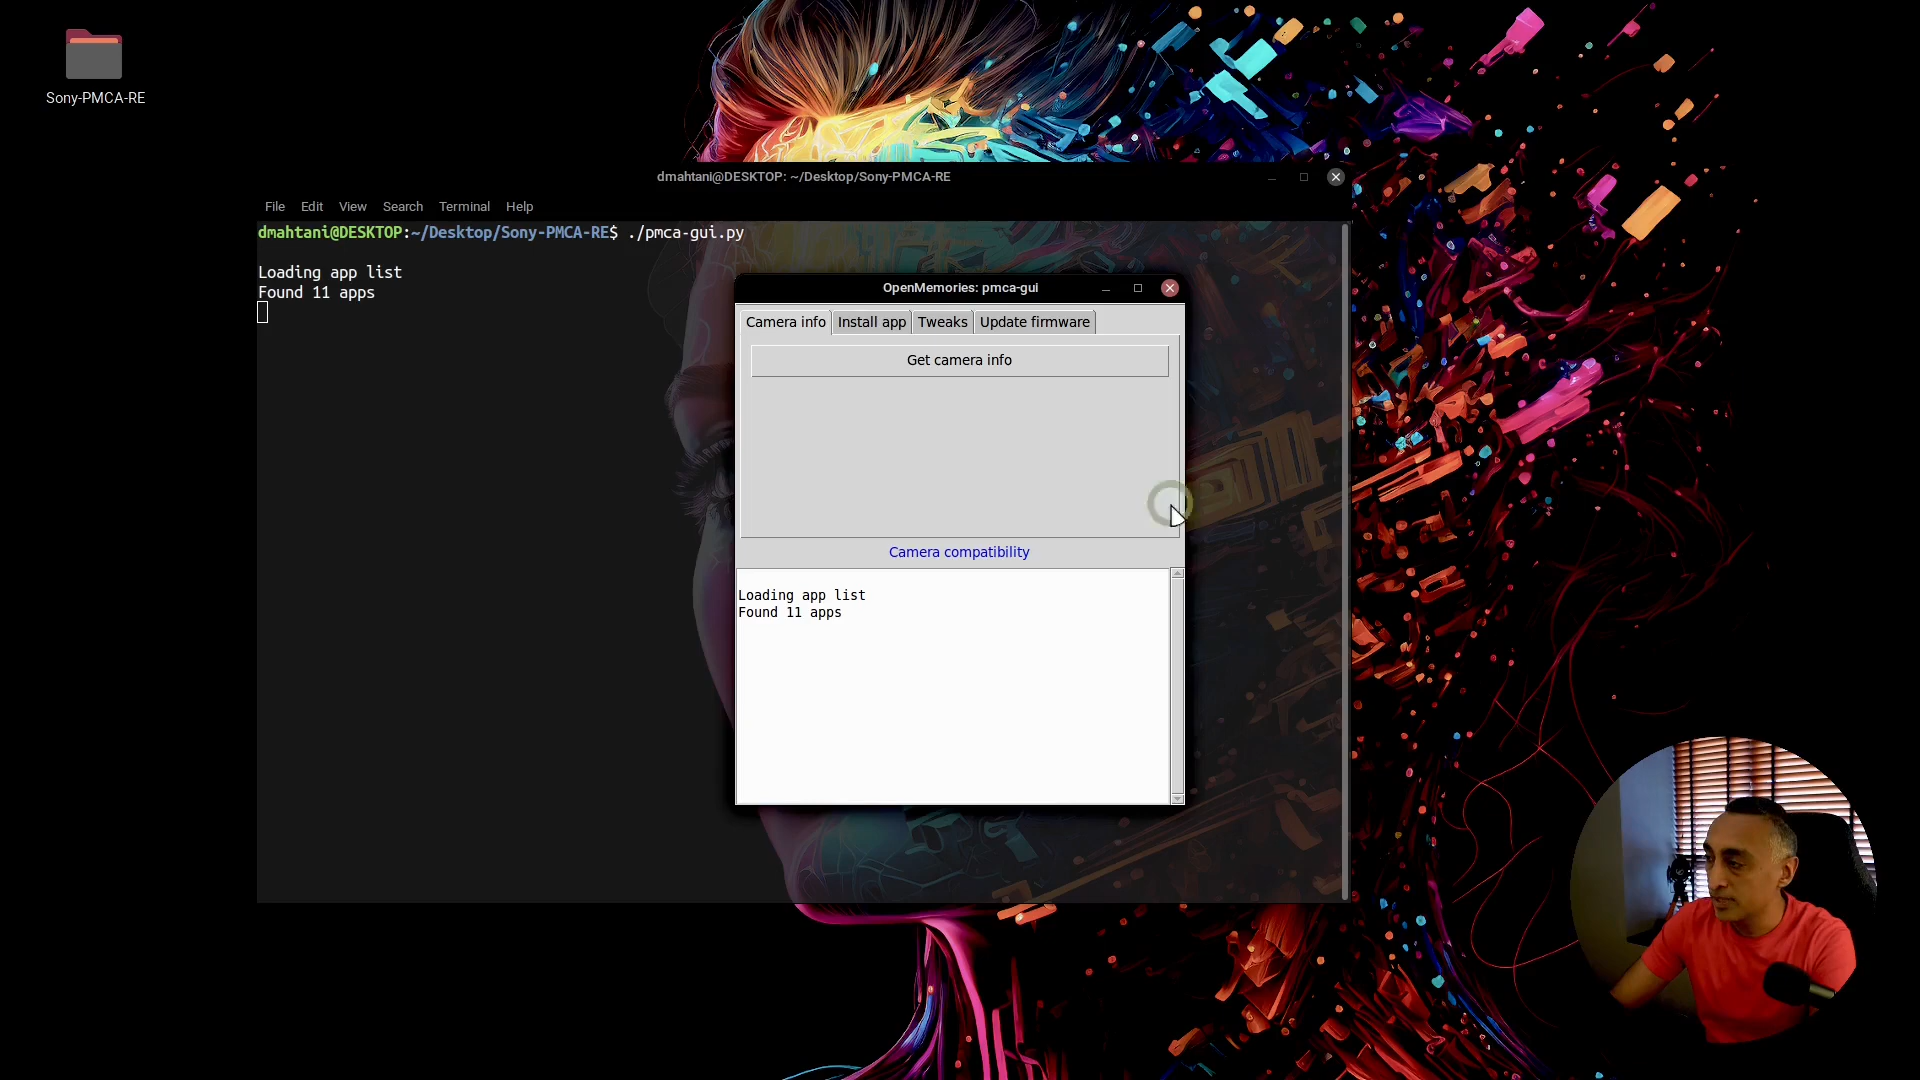 Sony-PMCA-RE
dmahtani@DESKTOP: ~/Desktop/Sony-PMCA-RE
File Edit View Search Terminal Help
dmahtani@DESKTOP:~/Desktop/Sony-PMCA-RE$ ./pmca-gui.py
Loading app list
Found 11 apps
OpenMemories: pmca-gui
Camera info Install app Tweaks Update firmware
Get camera info
Camera compatibility
Loading app list
Found 11 apps